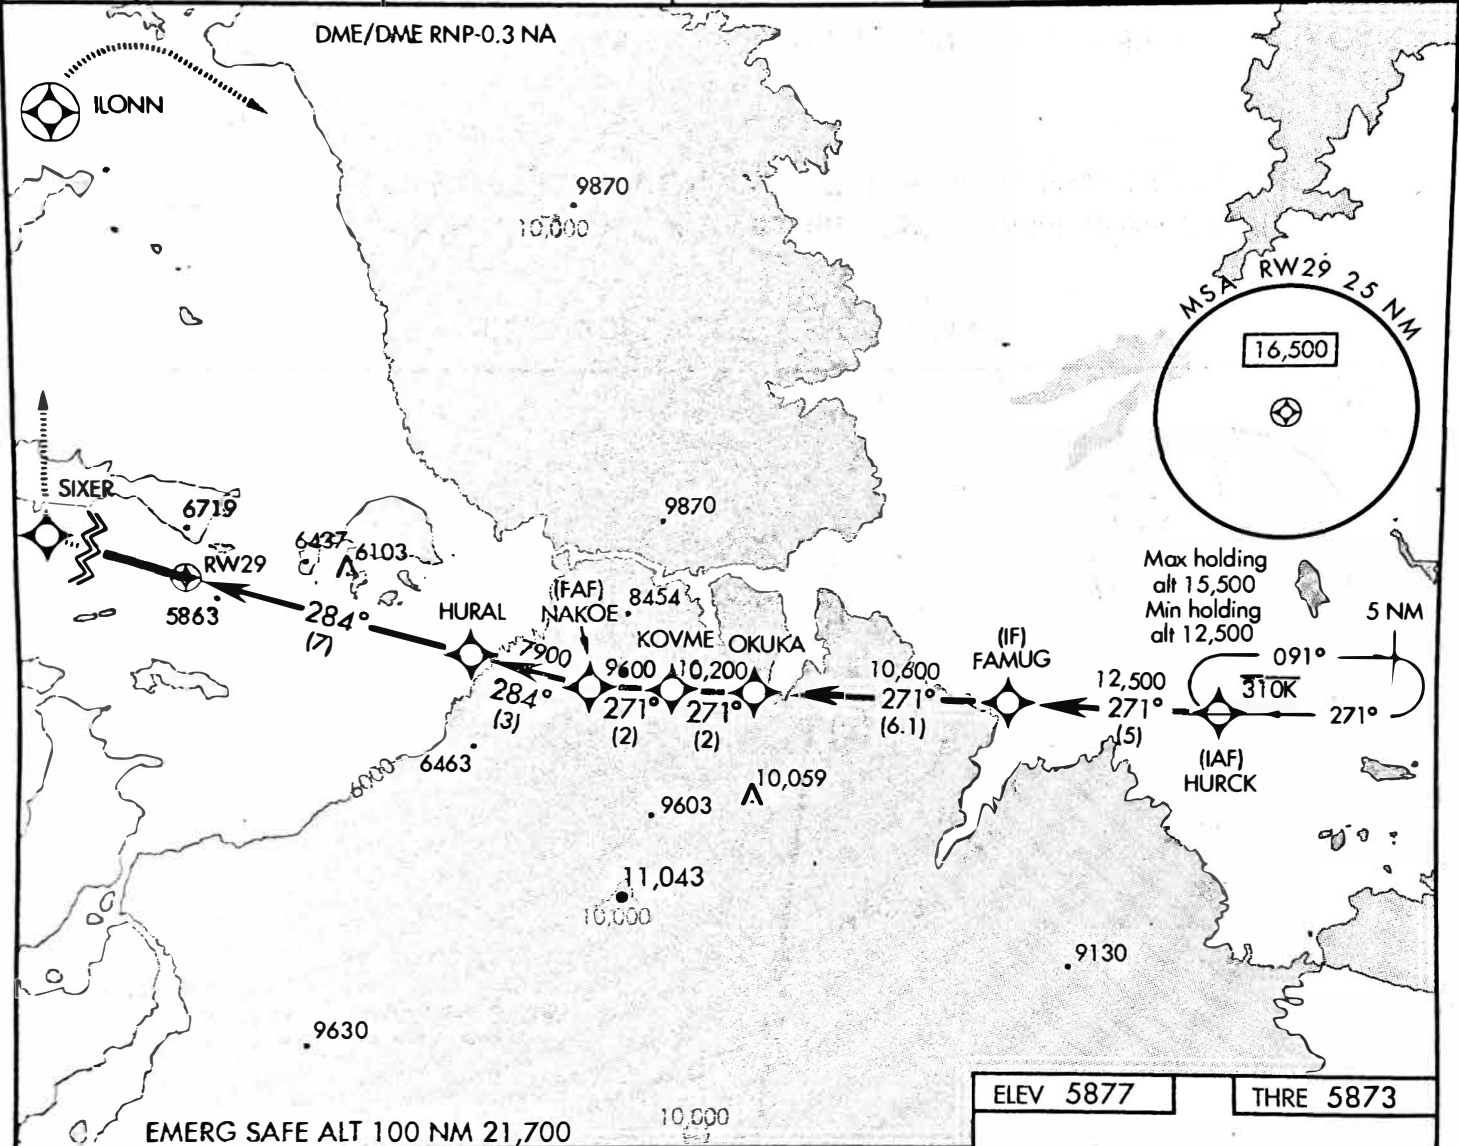 DME/DME RNP-0.3 NA
ILONN
9870
10,000
MSA RW29 25 NM
16,500
SIXER
6719
9870
6437
6103
RW29
5863
284°
(7)
HURAL
(FAF)
NAKOE
8454
KOVME
OKUKA
7900
284°
(3)
9600
271°
(2)
10,200
271°
(2)
10,600
271°
(6.1)
(IF)
FAMUG
12,500
271°
(5)
Max holding
alt 15,500
Min holding
alt 12,500
5 NM
091°
310K
271°
(IAF)
HURCK
6463
6000
10,059
9603
11,043
10,000
9130
9630
10,000
EMERG SAFE ALT 100 NM 21,700
ELEV 5877
THRE 5873